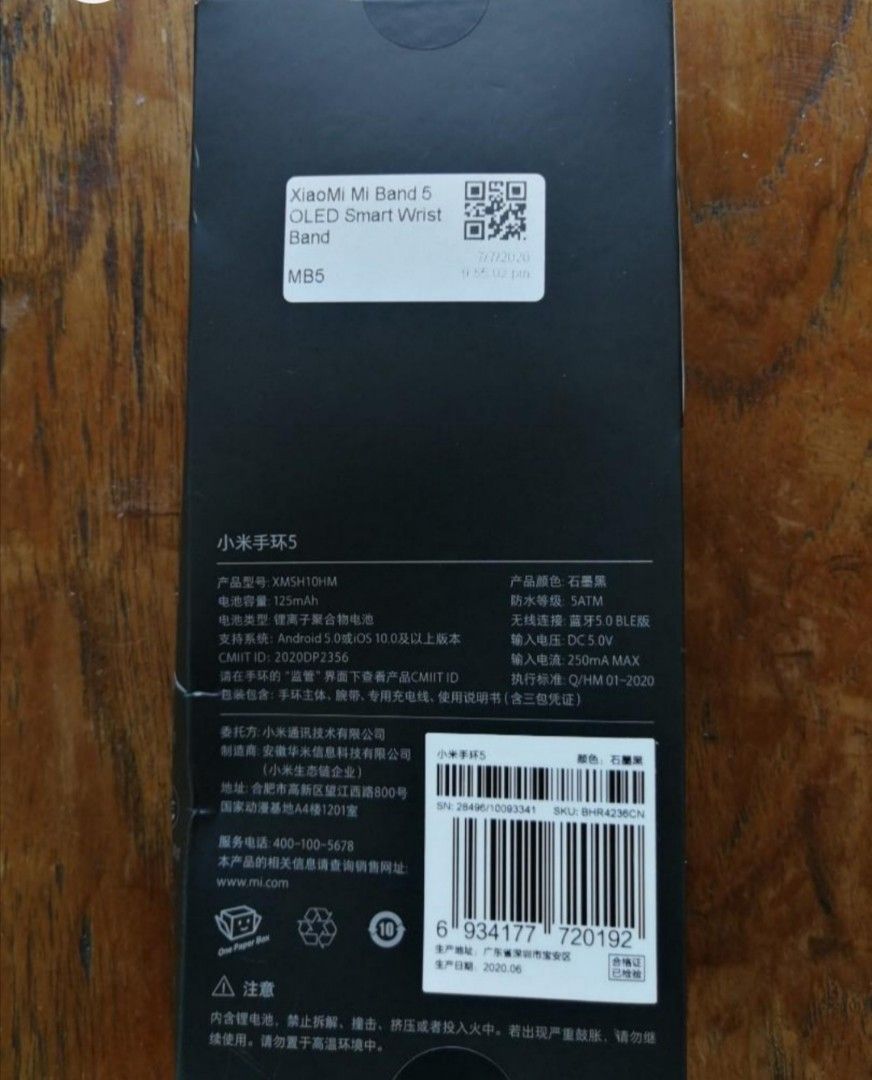 XiaoMi Mi Band 5
OLED Smart Wrist
Band
MB5
7/7/2020
9:55:02 pm
小米手环5
产品型号: XMSH10HM
电池容量: 125mAh
电池类型: 锂离子聚合物电池
支持系统: Android 5.0或iOS 10.0及以上版本
CMIIT ID: 2020DP2356
请在手环的“监管”界面下查看产品CMIIT ID
包装包含: 手环主体、腕带、专用充电线、使用说明书(含三包凭证)
产品颜色: 石墨黑
防水等级: 5ATM
无线连接: 蓝牙5.0 BLE版
输入电压: DC 5.0V
输入电流: 250mA MAX
执行标准: Q/HM 01-2020
委托方: 小米通讯技术有限公司
制造商: 安徽华米信息科技有限公司
(小米生态链企业)
地址: 合肥市高新区望江西路800号
国家动漫基地A4楼1201室
服务电话: 400-100-5678
本产品的相关信息请查询销售网址:
www.mi.com
One Paper Box
10
小米手环5
颜色: 石墨黑
SN: 28496/10093341
SKU: BHR4236CN
6 934177 720192
生产地址: 广东省深圳市宝安区
生产日期: 2020.06
合格证
已检验
注意
内含锂电池, 禁止拆解、撞击、挤压或者投入火中。若出现严重鼓胀, 请勿继
续使用。请勿置于高温环境中。